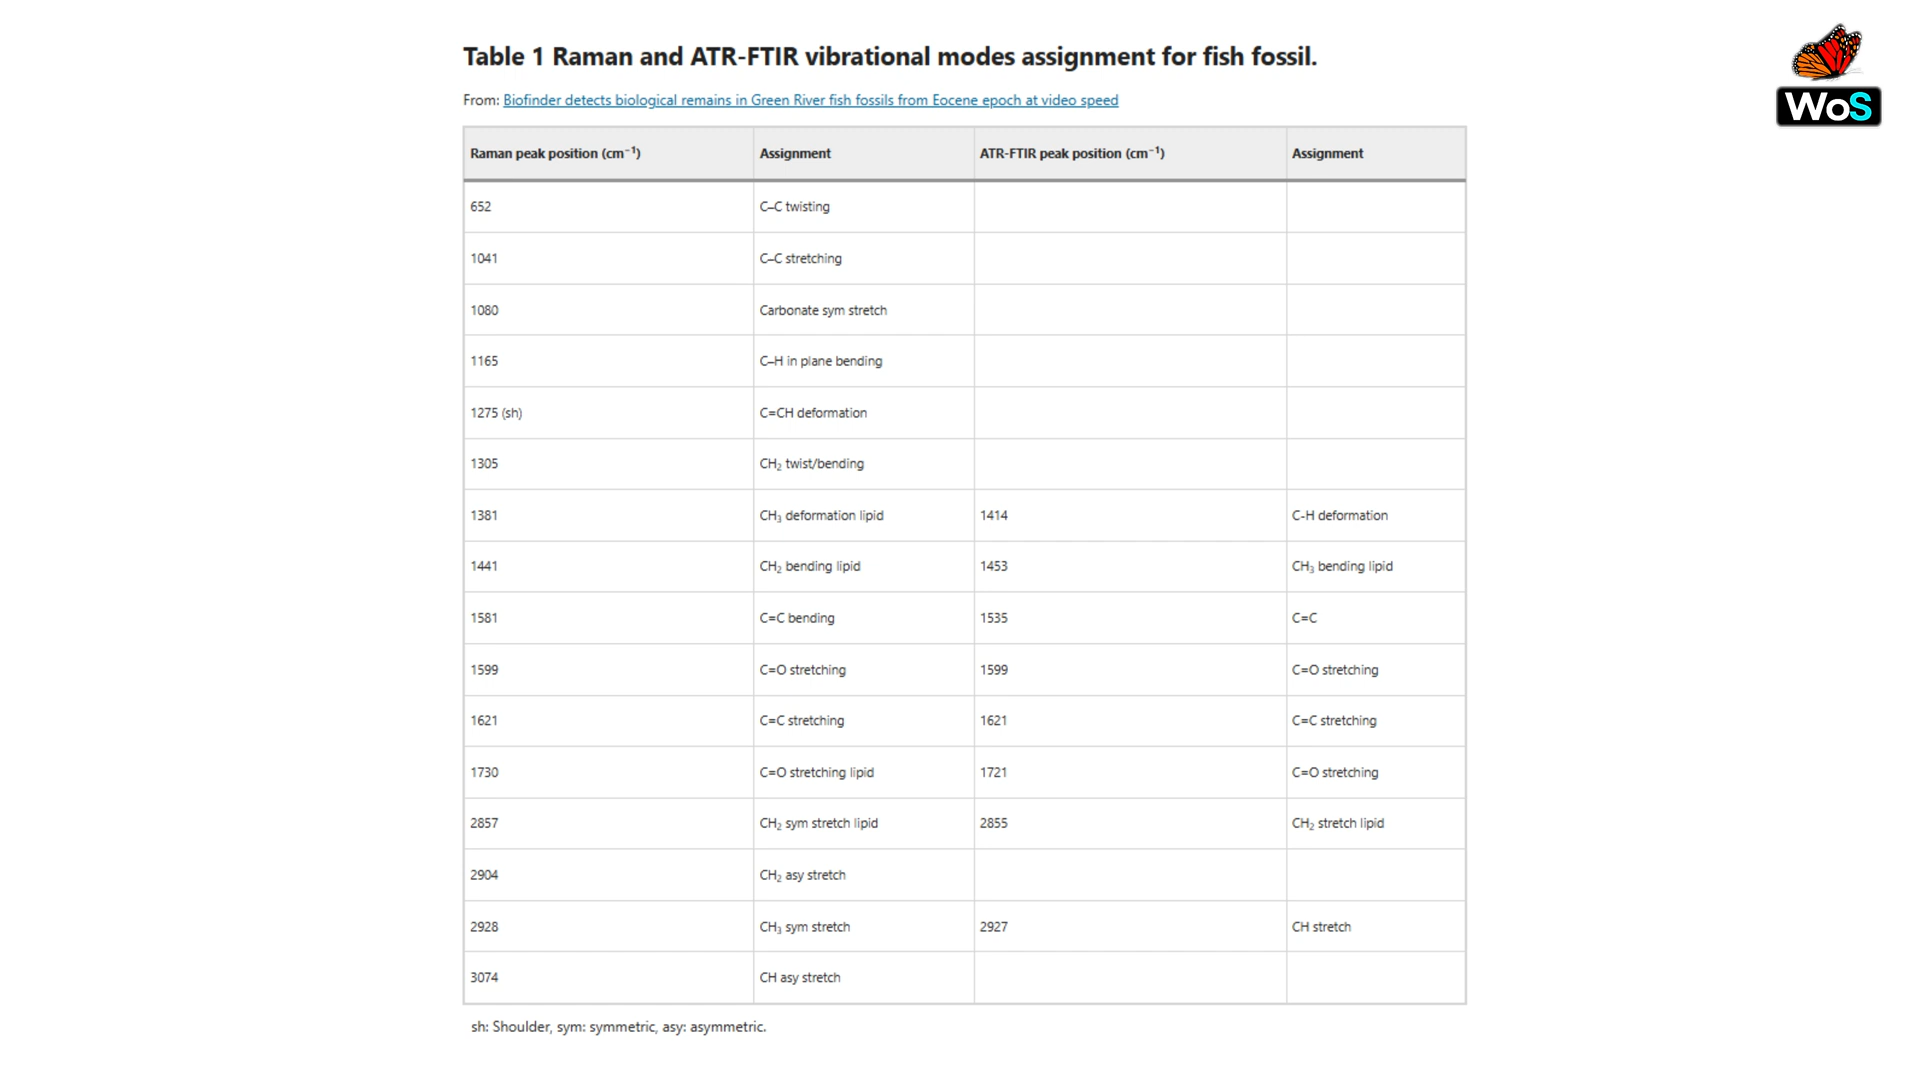 Table 1 Raman and ATR-FTIR vibrational modes assignment for fish fossil.
WoS
From: Biofinder detects biological remains in Green River fish fossils from Eocene epoch at video speed
Raman peak position (cm⁻¹) Assignment ATR-FTIR peak position (cm⁻¹) Assignment
652 C–C twisting
1041 C–C stretching
1080 Carbonate sym stretch
1165 C–H in plane bending
1275 (sh) C=CH deformation
1305 CH₂ twist/bending
1381 CH₃ deformation lipid 1414 C-H deformation
1441 CH₂ bending lipid 1453 CH₃ bending lipid
1581 C=C bending 1535 C=C
1599 C=O stretching 1599 C=O stretching
1621 C=C stretching 1621 C=C stretching
1730 C=O stretching lipid 1721 C=O stretching
2857 CH₂ sym stretch lipid 2855 CH₂ stretch lipid
2904 CH₂ asy stretch
2928 CH₃ sym stretch 2927 CH stretch
3074 CH asy stretch
sh: Shoulder, sym: symmetric, asy: asymmetric.